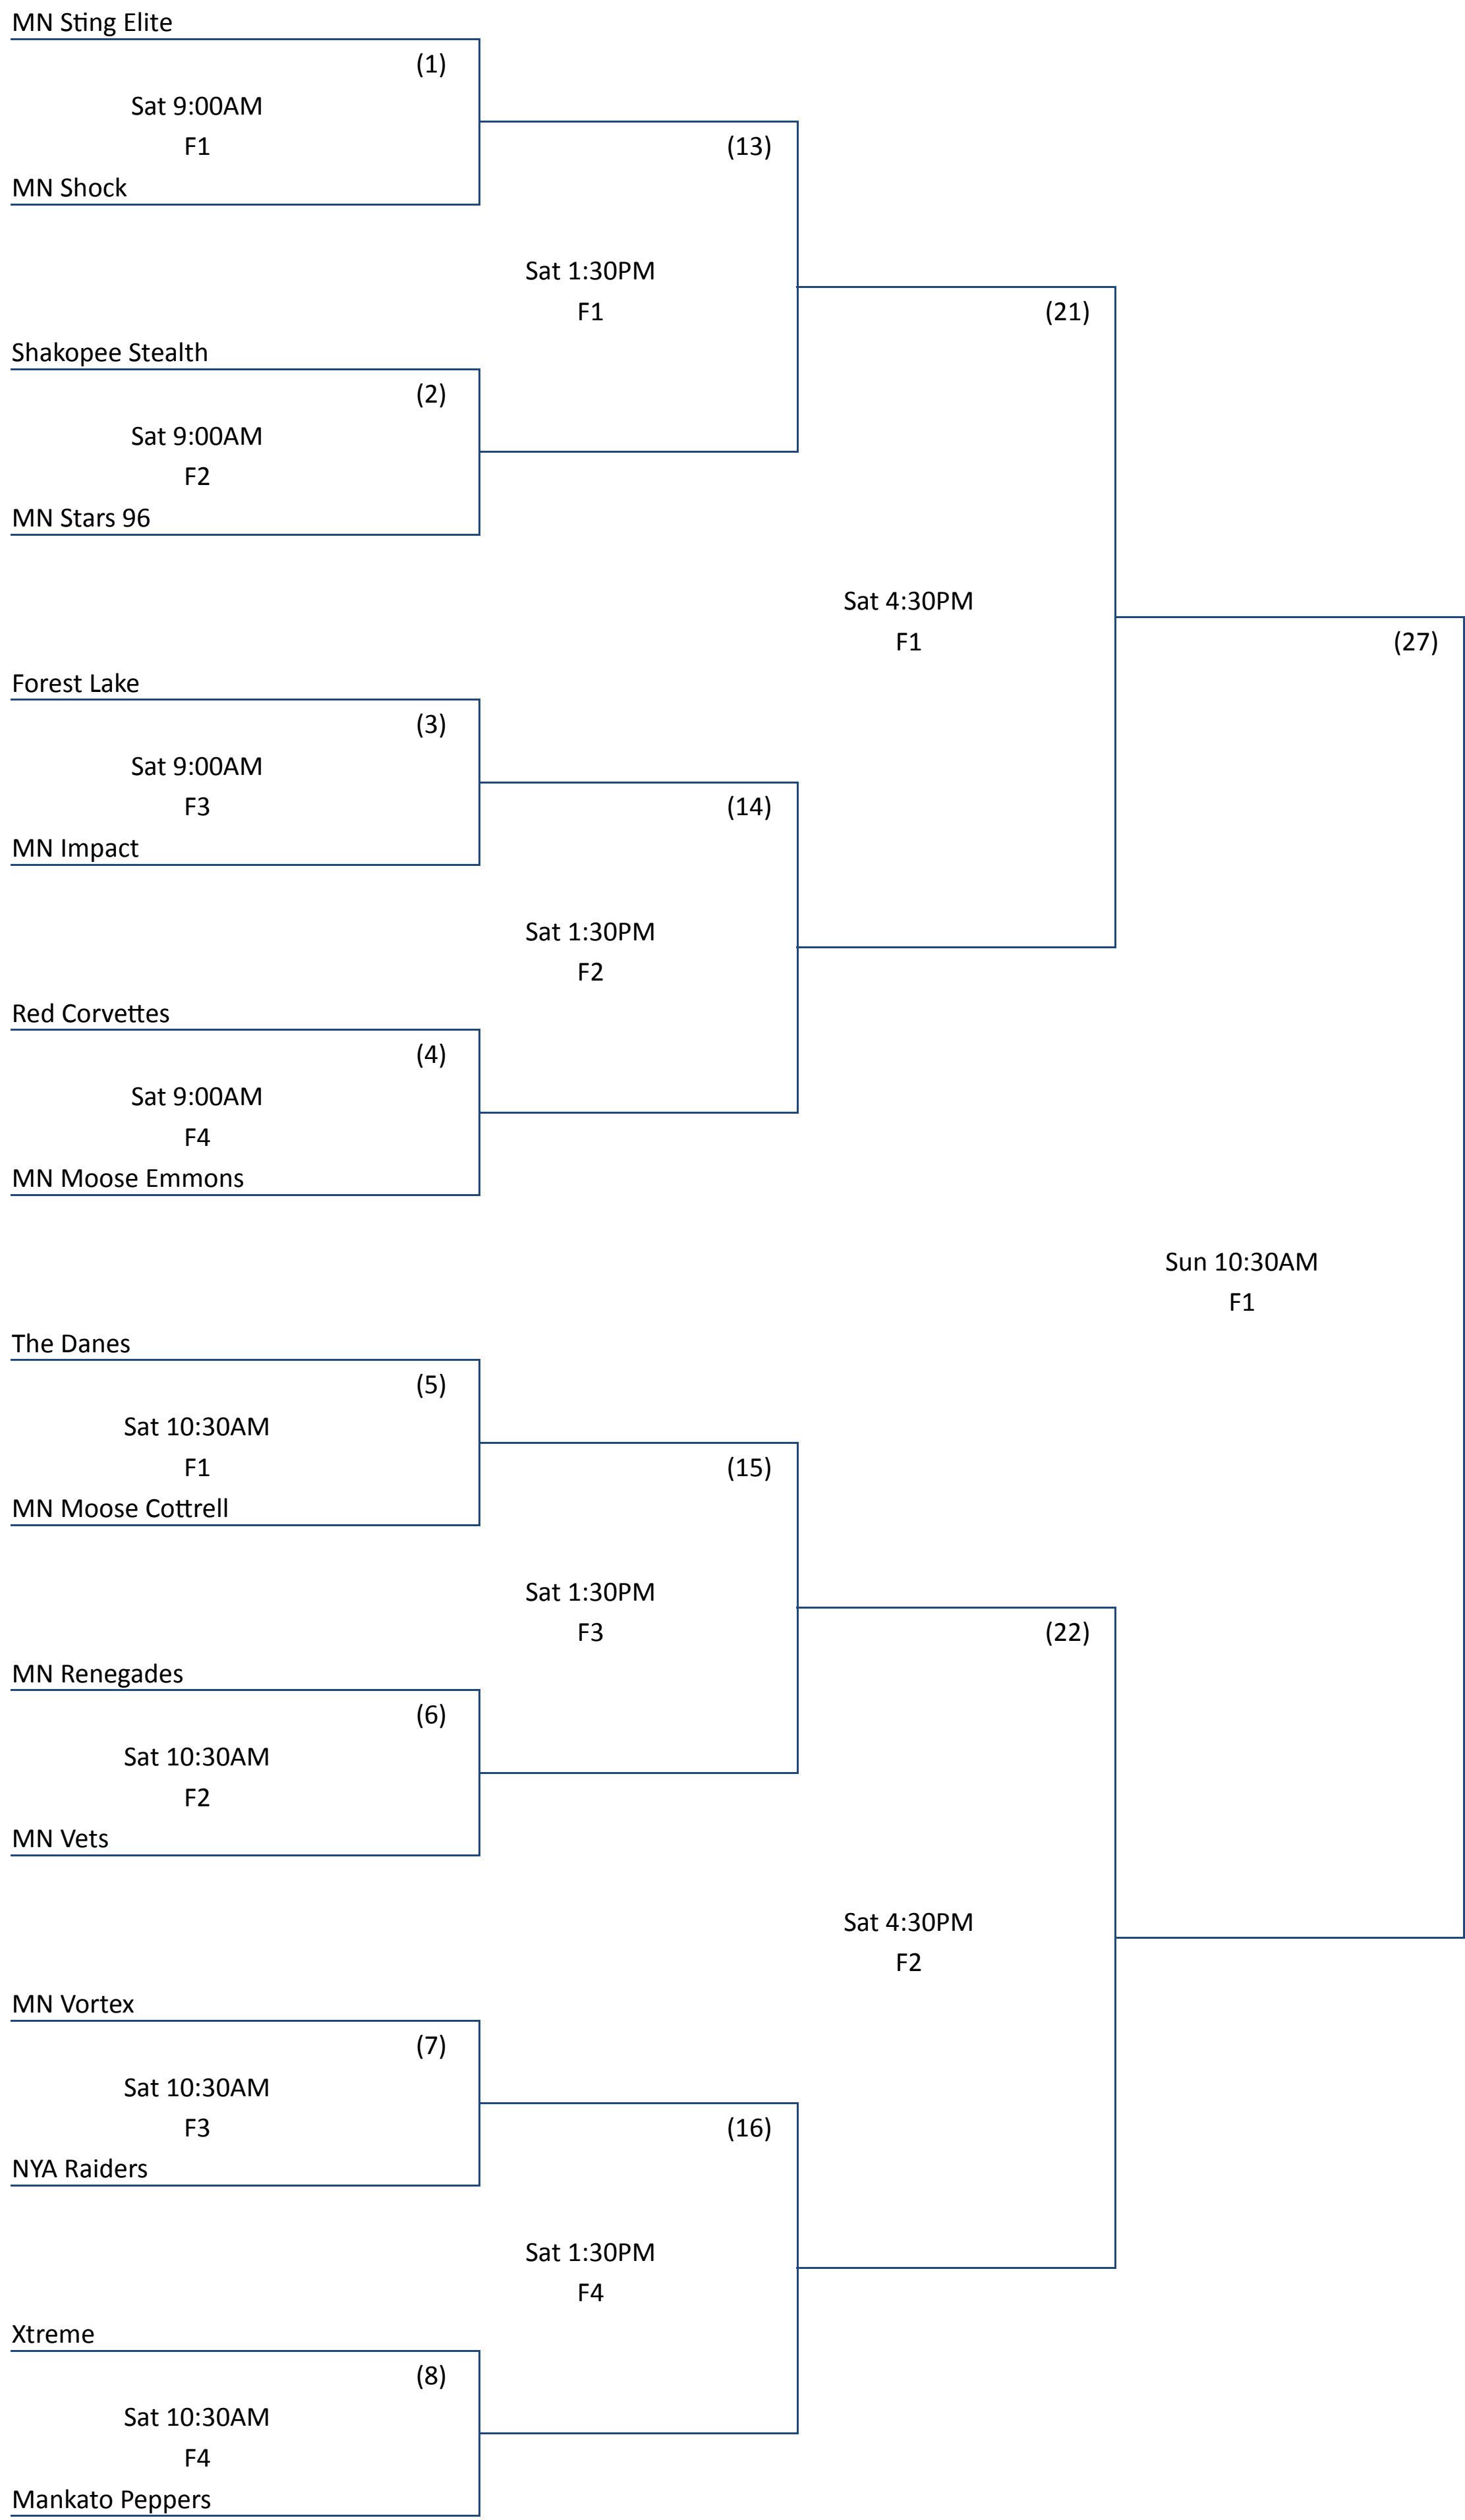 MN Sting Elite
(1)
Sat 9:00AM
F1
(13)
MN Shock
Sat 1:30PM
F1
(21)
Shakopee Stealth
(2)
Sat 9:00AM
F2
MN Stars 96
Sat 4:30PM
F1
(27)
Forest Lake
(3)
Sat 9:00AM
F3
(14)
MN Impact
Sat 1:30PM
F2
Red Corvettes
(4)
Sat 9:00AM
F4
MN Moose Emmons
Sun 10:30AM
F1
The Danes
(5)
Sat 10:30AM
F1
(15)
MN Moose Cottrell
Sat 1:30PM
F3
(22)
MN Renegades
(6)
Sat 10:30AM
F2
MN Vets
Sat 4:30PM
F2
MN Vortex
(7)
Sat 10:30AM
F3
(16)
NYA Raiders
Sat 1:30PM
F4
Xtreme
(8)
Sat 10:30AM
F4
Mankato Peppers